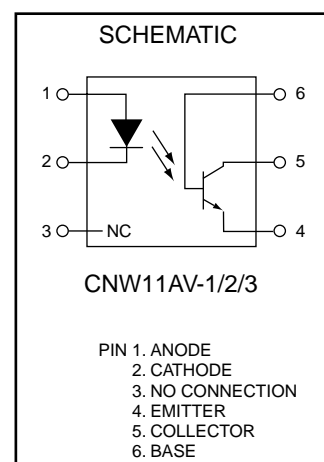 SCHEMATIC
1
6
2
5
3
NC
4
CNW11AV-1/2/3
PIN 1. ANODE
2. CATHODE
3. NO CONNECTION
4. EMITTER
5. COLLECTOR
6. BASE